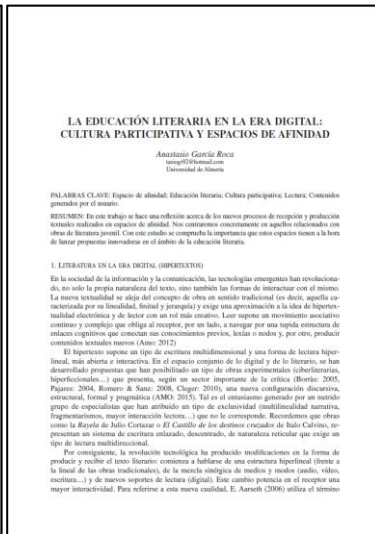 LA EDUCACIÓN LITERARIA EN LA ERA DIGITAL:
CULTURA PARTICIPATIVA Y ESPACIOS DE AFINIDAD
Anastasio García Roca
Universidad de Almería
PALABRAS CLAVE: Espacio de afinidad; Educación literaria; Cultura participativa; Lectura; Contenidos
generados por el usuario.
RESUMEN: En este trabajo se hace una reflexión acerca de los nuevos procesos de recepción y producción
textuales realizados en espacios de afinidad. Nos centraremos concretamente en aquellos relacionados con
obras de literatura juvenil. Con este estudio se comprueba la importancia que estos espacios tienen a la hora
de lanzar propuestas innovadoras en el ámbito de la educación literaria.
1. LITERATURA EN LA ERA DIGITAL (HIPERTEXTOS)
En la sociedad de la información y la comunicación, las tecnologías emergentes han revoluciona-
do, no solo la propia naturaleza del texto, sino también las formas de interactuar con el mismo.
La nueva textualidad se aleja del concepto de obra en sentido tradicional (es decir, aquella ca-
racterizada por su linealidad, finitud y jerarquía) y exige una aproximación a la idea de hipertex-
tualidad electrónica y de lector con un rol más creativo. Leer supone un movimiento asociativo
continuo y complejo que obliga al receptor, por un lado, a navegar por una tupida estructura de
enlaces cognitivos que conectan sus conocimientos previos, lexías o nodos y, por otro, producir
contenidos textuales nuevos (Amo: 2012)
El hipertexto supone un tipo de escritura multidimensional y una forma de lectura hiper-
lineal, más abierta e interactiva. En el espacio conjunto de lo digital y de lo literario, se han
desarrollado propuestas que han posibilitado un tipo de obras experimentales (ciberliterarias,
hiperficcionales…) que presenta, según un sector importante de la crítica (Borrás: 2005,
Pajares: 2004, Romero & Sanz: 2008, Cleger: 2010), una nueva configuración discursiva,
estructural, formal y pragmática (AMO: 2015). Tal es el entusiasmo generado por un nutrido
grupo de especialistas que han atribuido un tipo de exclusividad (multilinealidad narrativa,
fragmentarismos, mayor interacción lectora…) que no le corresponde. Recordemos que obras
como la Rayuela de Julio Cortazar o El Castillo de los destinos cruzados de Italo Calvino, re-
presentan un sistema de escritura enlazado, descentrado, de naturaleza reticular que exige un
tipo de lectura multidireccional.
Por consiguiente, la revolución tecnológica ha producido modificaciones en la forma de
producir y recibir el texto literario: comienza a hablarse de una estructura hiperlineal (frente a
la lineal de las obras tradicionales), de la mezcla sinérgica de medios y modos (audio, vídeo,
escritura…) y de nuevos soportes de lectura (digital). Este cambio potencia en el receptor una
mayor interactividad. Para referirse a esta nueva cualidad, E. Aarseth (2006) utiliza el término